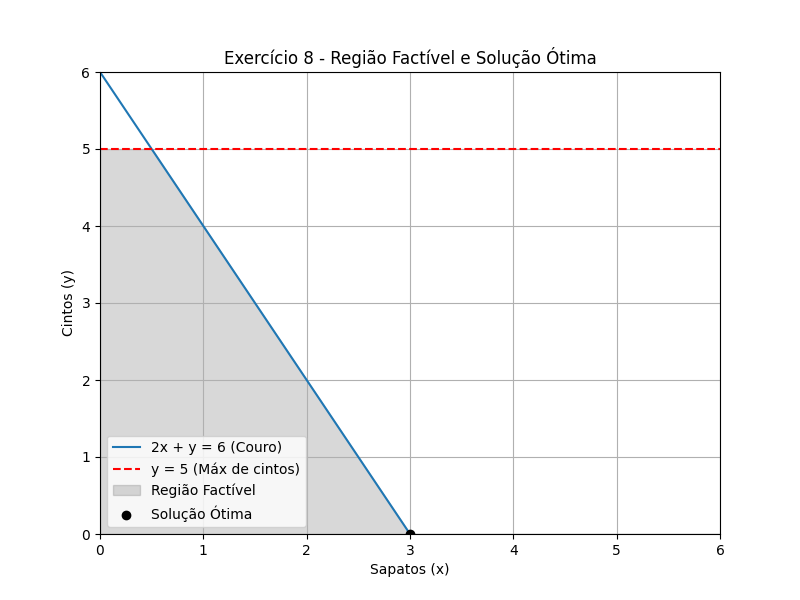 Exercício 8 - Região Factível e Solução Ótima
6
5
4
3
2
1
0
Cintos (y)
2x + y = 6 (Couro)
y = 5 (Máx de cintos)
Região Factível
Solução Ótima
0 1 2 3 4 5 6
Sapatos (x)